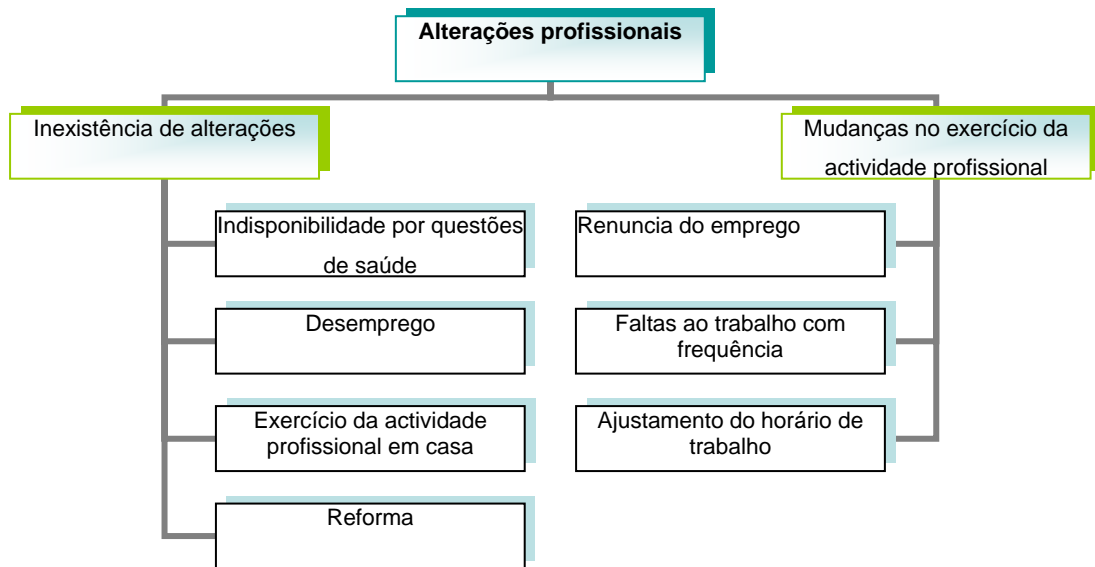 Alterações profissionais
Inexistência de alterações
Mudanças no exercício da
actividade profissional
Indisponibilidade por questões
de saúde
Renuncia do emprego
Desemprego
Faltas ao trabalho com
frequência
Exercício da actividade
profissional em casa
Ajustamento do horário de
trabalho
Reforma